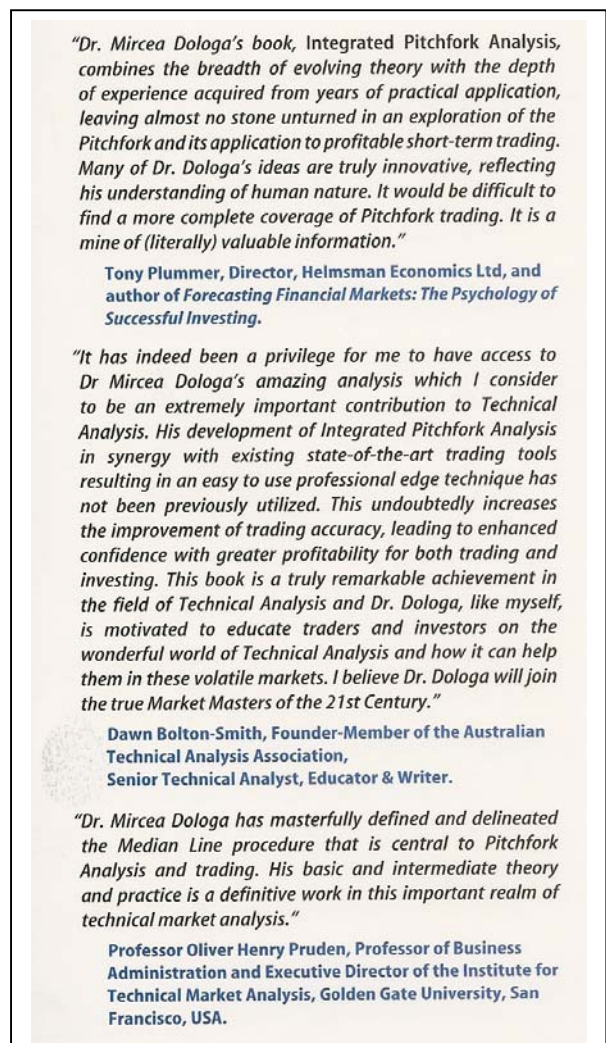 “Dr. Mircea Dologa’s book, Integrated Pitchfork Analysis,
combines the breadth of evolving theory with the depth
of experience acquired from years of practical application,
leaving almost no stone unturned in an exploration of the
Pitchfork and its application to profitable short-term trading.
Many of Dr. Dologa’s ideas are truly innovative, reflecting
his understanding of human nature. It would be difficult to
find a more complete coverage of Pitchfork trading. It is a
mine of (literally) valuable information.”
Tony Plummer, Director, Helmsman Economics Ltd, and
author of Forecasting Financial Markets: The Psychology of
Successful Investing.
“It has indeed been a privilege for me to have access to
Dr Mircea Dologa’s amazing analysis which I consider
to be an extremely important contribution to Technical
Analysis. His development of Integrated Pitchfork Analysis
in synergy with existing state-of-the-art trading tools
resulting in an easy to use professional edge technique has
not been previously utilized. This undoubtedly increases
the improvement of trading accuracy, leading to enhanced
confidence with greater profitability for both trading and
investing. This book is a truly remarkable achievement in
the field of Technical Analysis and Dr. Dologa, like myself,
is motivated to educate traders and investors on the
wonderful world of Technical Analysis and how it can help
them in these volatile markets. I believe Dr. Dologa will join
the true Market Masters of the 21st Century.”
Dawn Bolton-Smith, Founder-Member of the Australian
Technical Analysis Association,
Senior Technical Analyst, Educator & Writer.
“Dr. Mircea Dologa has masterfully defined and delineated
the Median Line procedure that is central to Pitchfork
Analysis and trading. His basic and intermediate theory
and practice is a definitive work in this important realm of
technical market analysis.”
Professor Oliver Henry Pruden, Professor of Business
Administration and Executive Director of the Institute for
Technical Market Analysis, Golden Gate University, San
Francisco, USA.